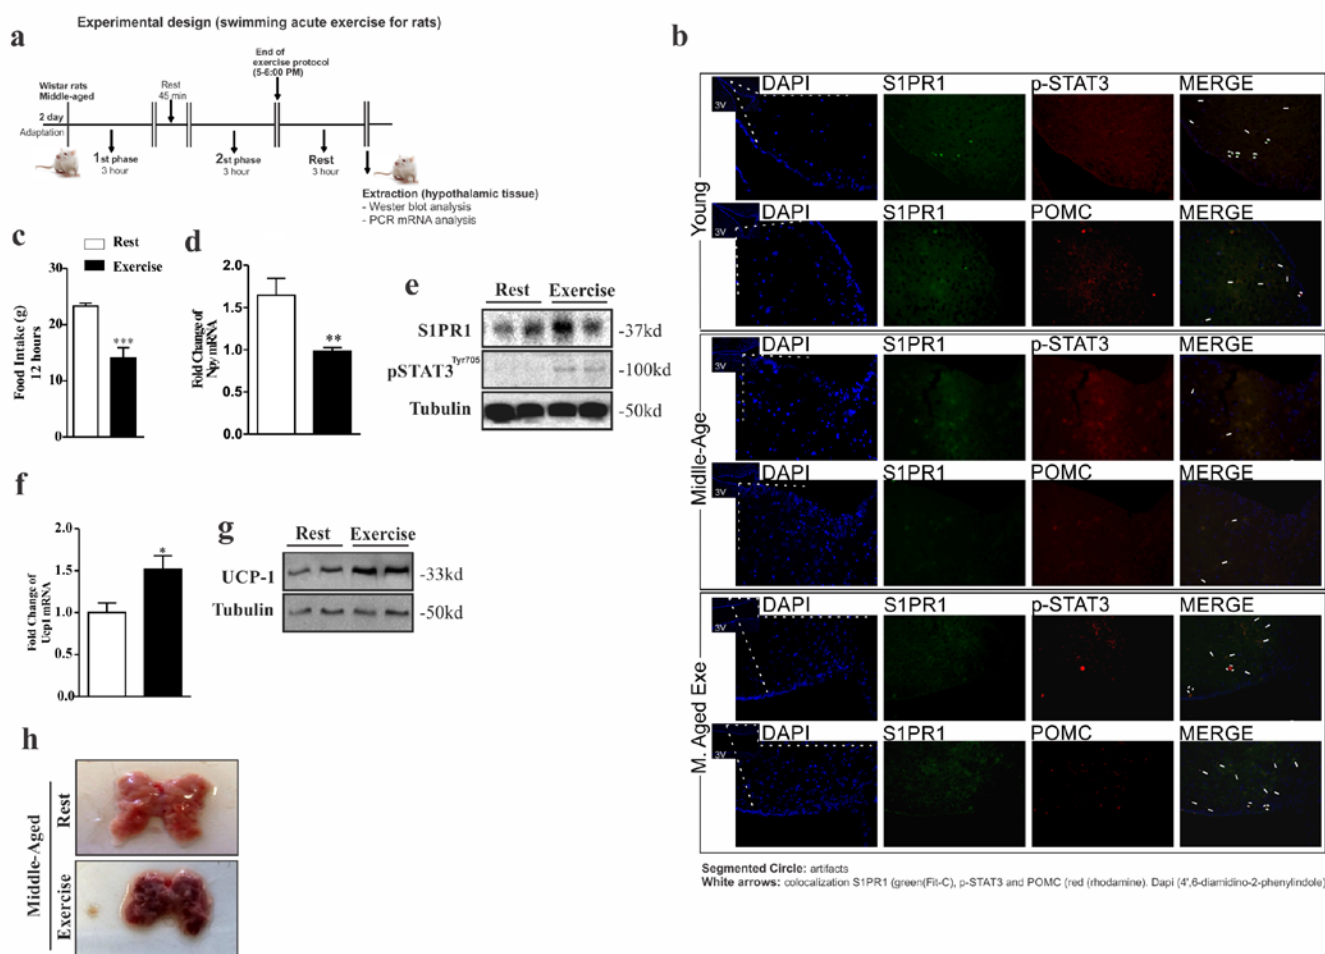 Experimental design (swimming acute exercise for rats)
a
End of
exercise protocol
(5-6:00 PM)
Wistar rats
Middle-aged
Rest
45 min
2 day
Adaptation
1st phase
3 hour
2st phase
3 hour
Rest
3 hour
Extraction (hypothalamic tissue)
- Wester blot analysis
- PCR mRNA analysis
b
Young
DAPI S1PR1 p-STAT3 MERGE
3V
DAPI S1PR1 POMC MERGE
3V
Midlle-Age
DAPI S1PR1 p-STAT3 MERGE
3V
DAPI S1PR1 POMC MERGE
3V
M. Aged Exe
DAPI S1PR1 p-STAT3 MERGE
3V
DAPI S1PR1 POMC MERGE
3V
Segmented Circle: artifacts
White arrows: colocalization S1PR1 (green(Fit-C), p-STAT3 and POMC (red (rhodamine). Dapi (4',6-diamidino-2-phenylindole)
c
Rest
Exercise
Food Intake (g)
12 hours
30
20
10
0
***
d
Fold Change of
Npy mRNA
2.0
1.5
1.0
0.5
0.0
**
e
Rest Exercise
S1PR1 -37kd
pSTAT3Tyr705 -100kd
Tubulin -50kd
f
Fold Change of
Ucp1 mRNA
2.0
1.5
1.0
0.5
0.0
*
g
Rest Exercise
UCP-1 -33kd
Tubulin -50kd
h
Middle-Aged
Rest
Exercise